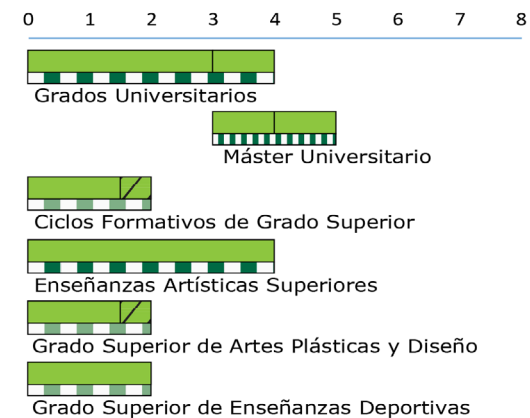 0 1 2 3 4 5 6 7 8
Grados Universitarios
Máster Universitario
Ciclos Formativos de Grado Superior
Enseñanzas Artísticas Superiores
Grado Superior de Artes Plásticas y Diseño
Grado Superior de Enseñanzas Deportivas